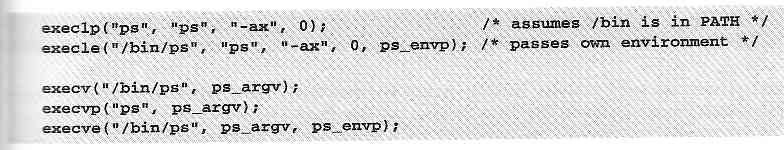 execlp("ps", "ps", "-ax", 0); /* assumes /bin is in PATH */
execle("/bin/ps", "ps", "-ax", 0, ps_envp); /* passes own environment */
execv("/bin/ps", ps_argv);
execvp("ps", ps_argv);
execve("/bin/ps", ps_argv, ps_envp);